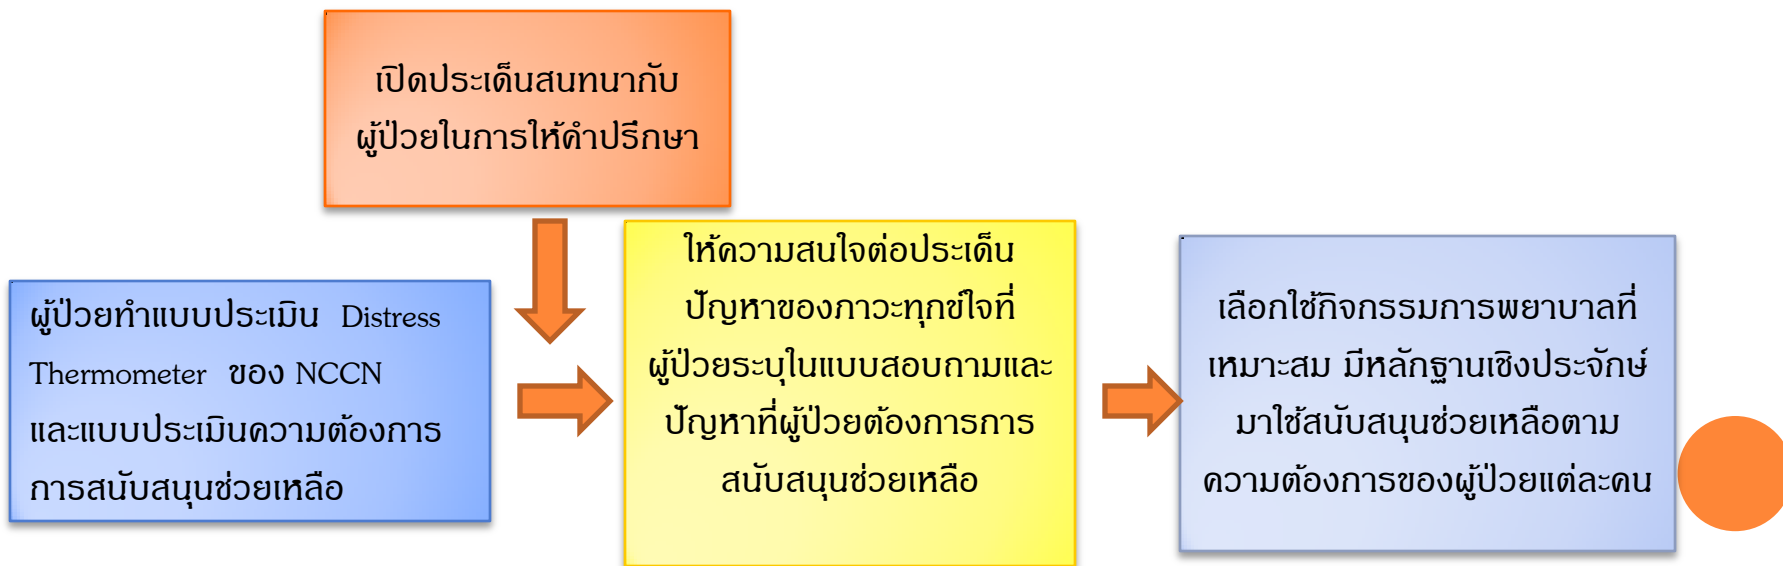 เปิดประเด็นสนทนากับ
ผู้ป่วยในการให้คำปรึกษา
ผู้ป่วยทำแบบประเมิน Distress
Thermometer ของ NCCN
และแบบประเมินความต้องการ
การสนับสนุนช่วยเหลือ
ให้ความสนใจต่อประเด็น
ปัญหาของภาวะทุกข์ใจที่
ผู้ป่วยระบุในแบบสอบถามและ
ปัญหาที่ผู้ป่วยต้องการการ
สนับสนุนช่วยเหลือ
เลือกใช้กิจกรรมการพยาบาลที่
เหมาะสม มีหลักฐานเชิงประจักษ์
มาใช้สนับสนุนช่วยเหลือตาม
ความต้องการของผู้ป่วยแต่ละคน